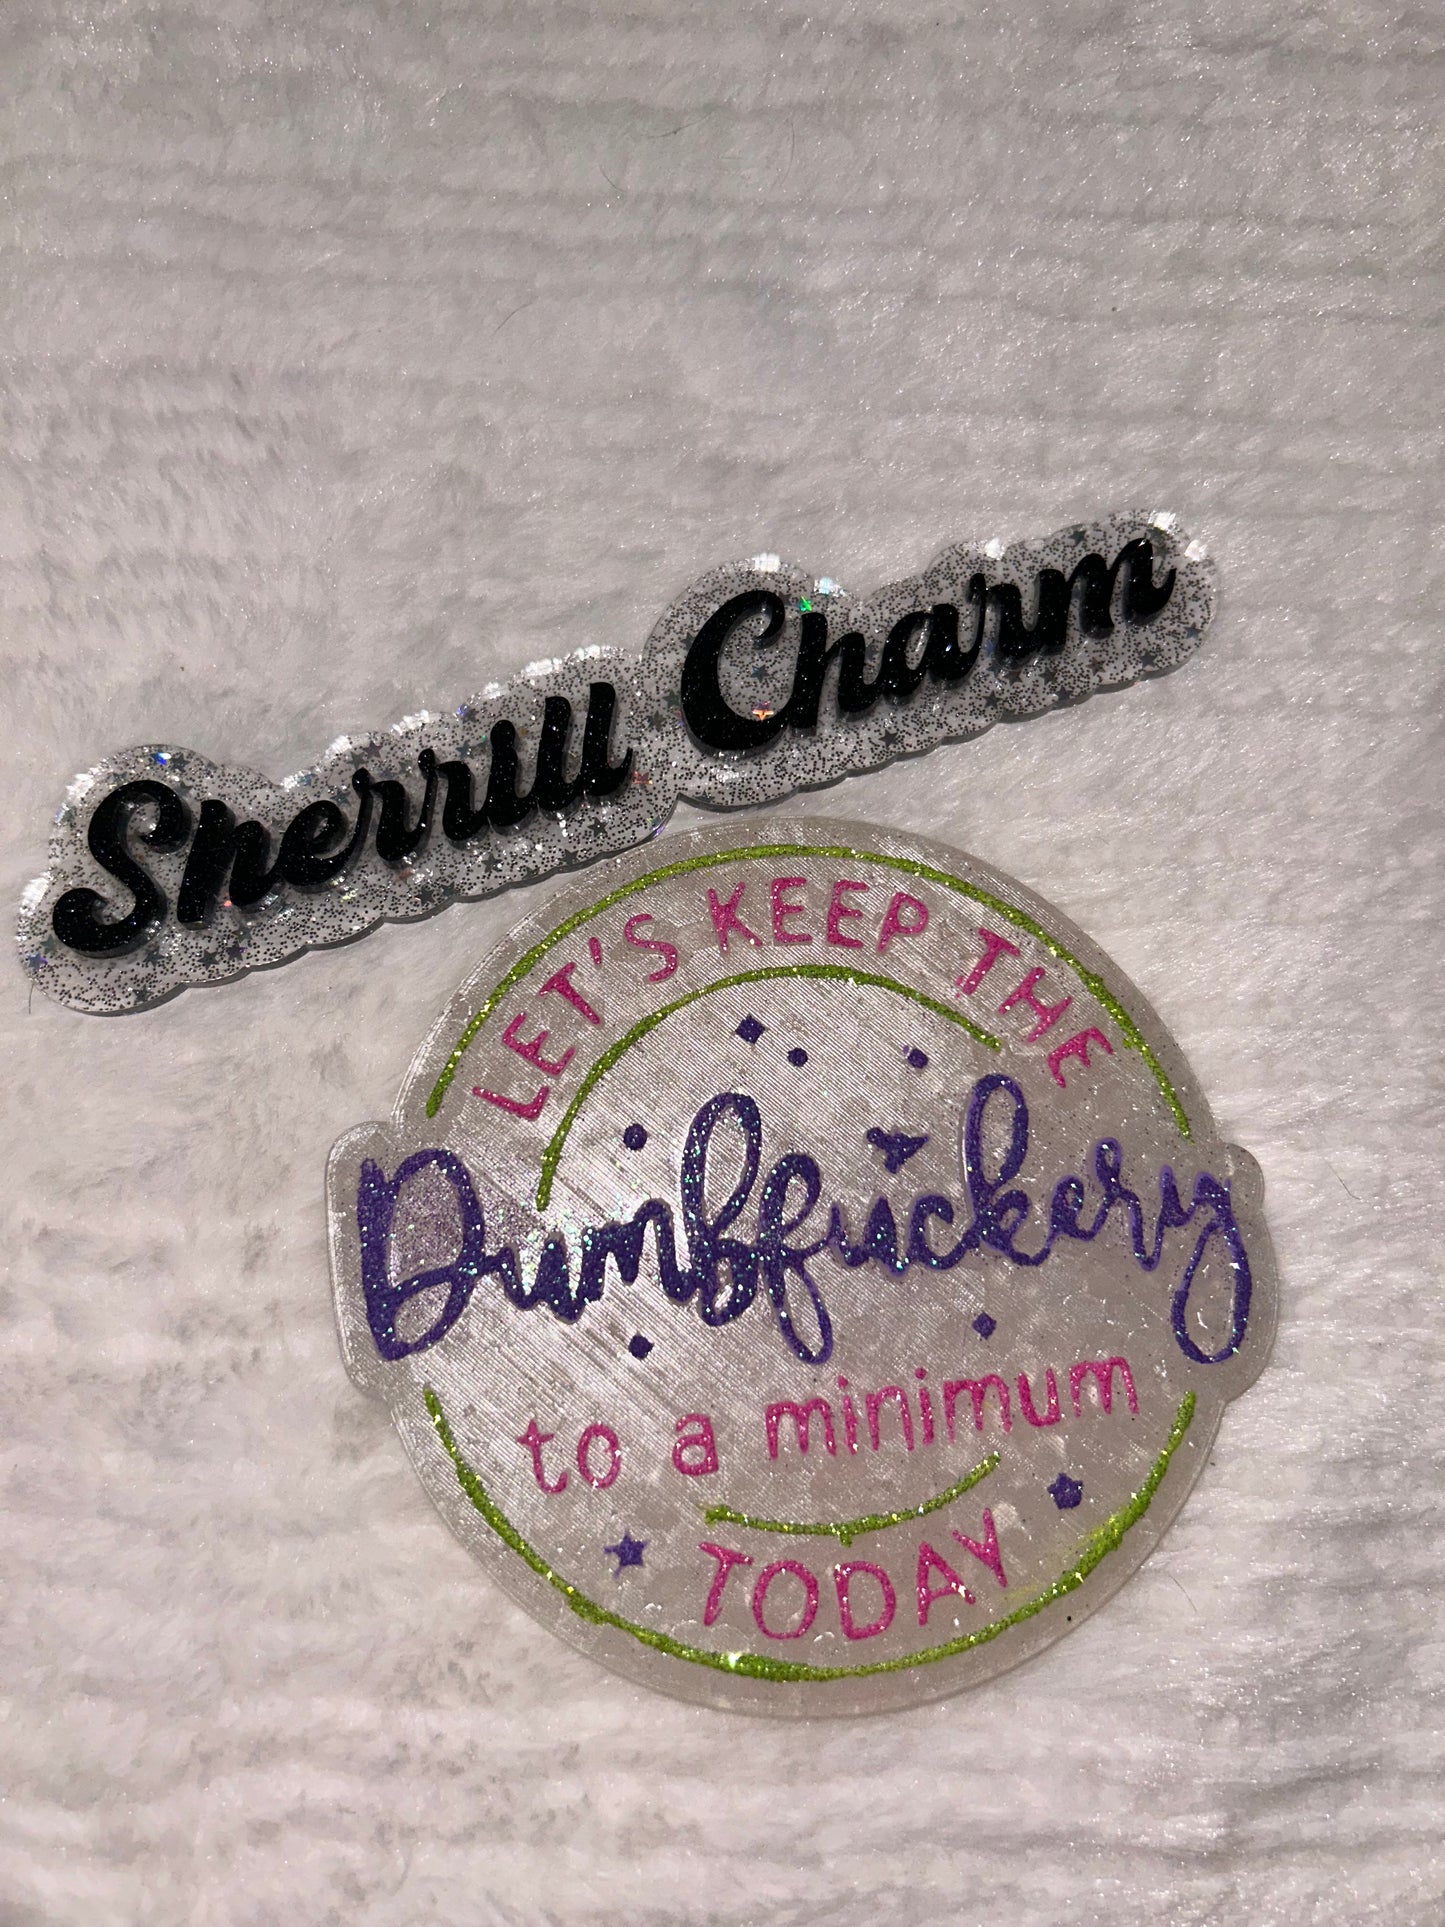 Sherrill Charm
LET'S KEEP THE
Dumbfuckery
to a minimum
TODAY